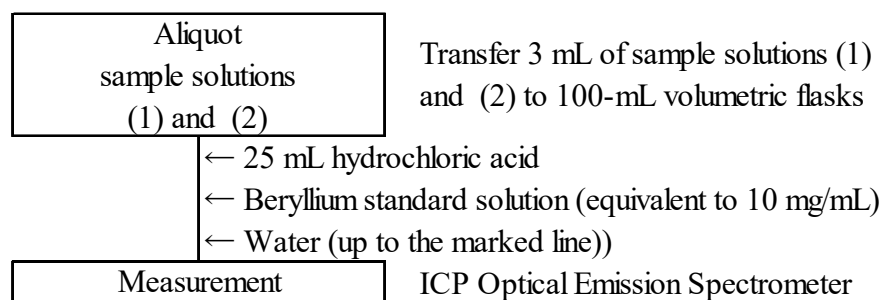 Aliquot
sample solutions
(1) and (2)
Transfer 3 mL of sample solutions (1)
and (2) to 100-mL volumetric flasks
← 25 mL hydrochloric acid
← Beryllium standard solution (equivalent to 10 mg/mL)
← Water (up to the marked line))
Measurement
ICP Optical Emission Spectrometer